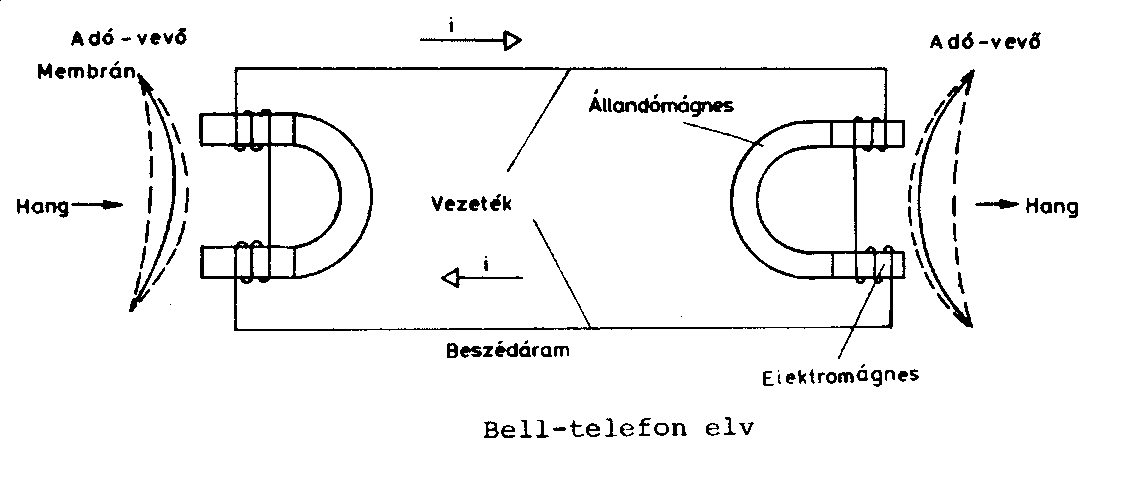 i
Adó-vevő
Adó-vevő
Membrán
Állandómágnes
Hang
Vezeték
Hang
i
Beszédáram
Elektromágnes
Bell-telefon elv